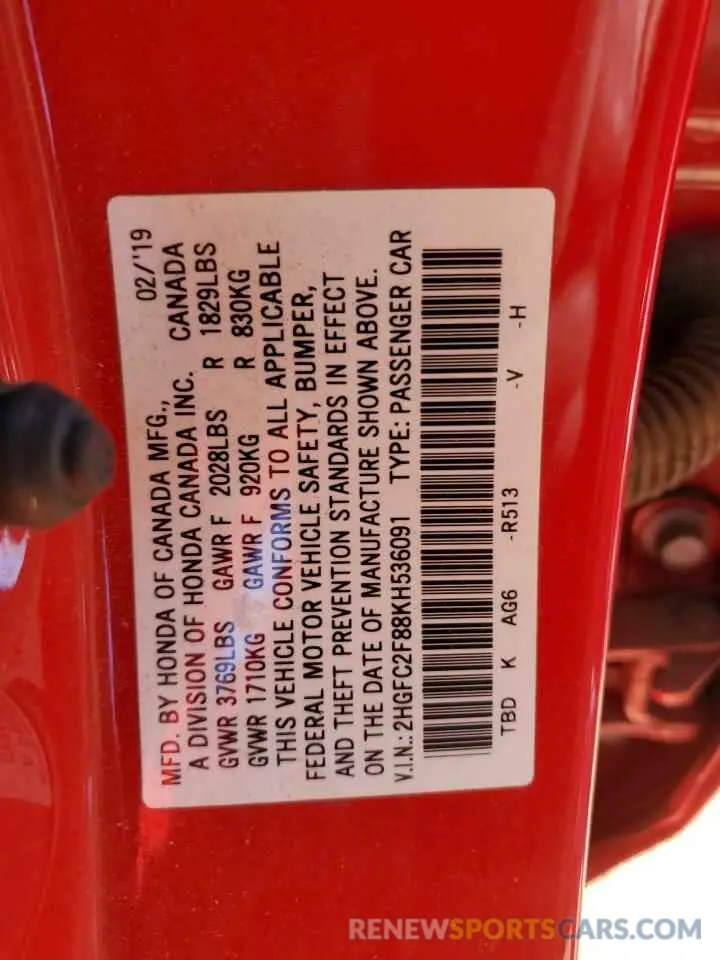 MFD. BY HONDA OF CANADA MFG., 02/'19
A DIVISION OF HONDA CANADA INC. CANADA
GVWR 3769LBS GAWR F 2028LBS R 1829LBS
GVWR 1710KG GAWR F 920KG R 830KG
THIS VEHICLE CONFORMS TO ALL APPLICABLE
FEDERAL MOTOR VEHICLE SAFETY, BUMPER,
AND THEFT PREVENTION STANDARDS IN EFFECT
ON THE DATE OF MANUFACTURE SHOWN ABOVE.
V.I.N.: 2HGFC2F88KH536091 TYPE: PASSENGER CAR
TBD K AG6 -R513 -V -H
RENEWSPORTSCARS.COM